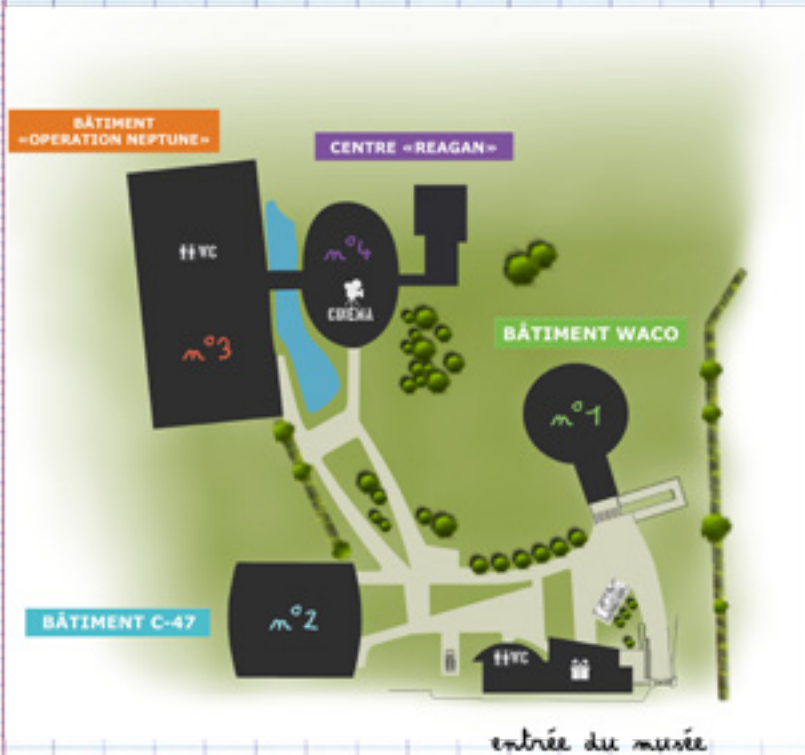 BÂTIMENT
«OPERATION NEPTUNE»
CENTRE «REAGAN»
WC
n°4
CINÉMA
n°3
BÂTIMENT WACO
n°1
BÂTIMENT C-47
n°2
WC
entrée du musée